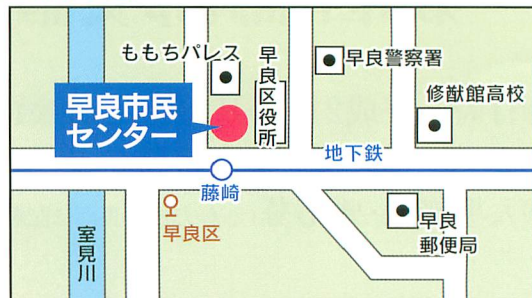 ももちパレス
早良区役所
早良警察署
修猷館高校
早良市民
センター
地下鉄
藤崎
早良区
室見川
早良
郵便局